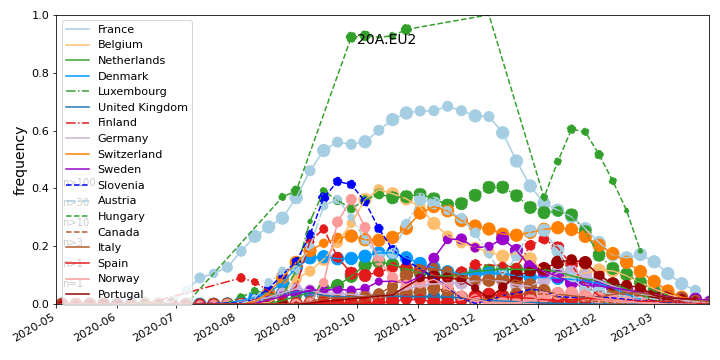 1.0
0.8
0.6
0.4
0.2
0.0
frequency
20A.EU2
France
Belgium
Netherlands
Denmark
Luxembourg
United Kingdom
Finland
Germany
Switzerland
Sweden
Slovenia
Austria
Hungary
Canada
Italy
Spain
Norway
Portugal
n>100
n>30
n>10
n>3
n>1
n=1
2020-05
2020-06
2020-07
2020-08
2020-09
2020-10
2020-11
2020-12
2021-01
2021-02
2021-03